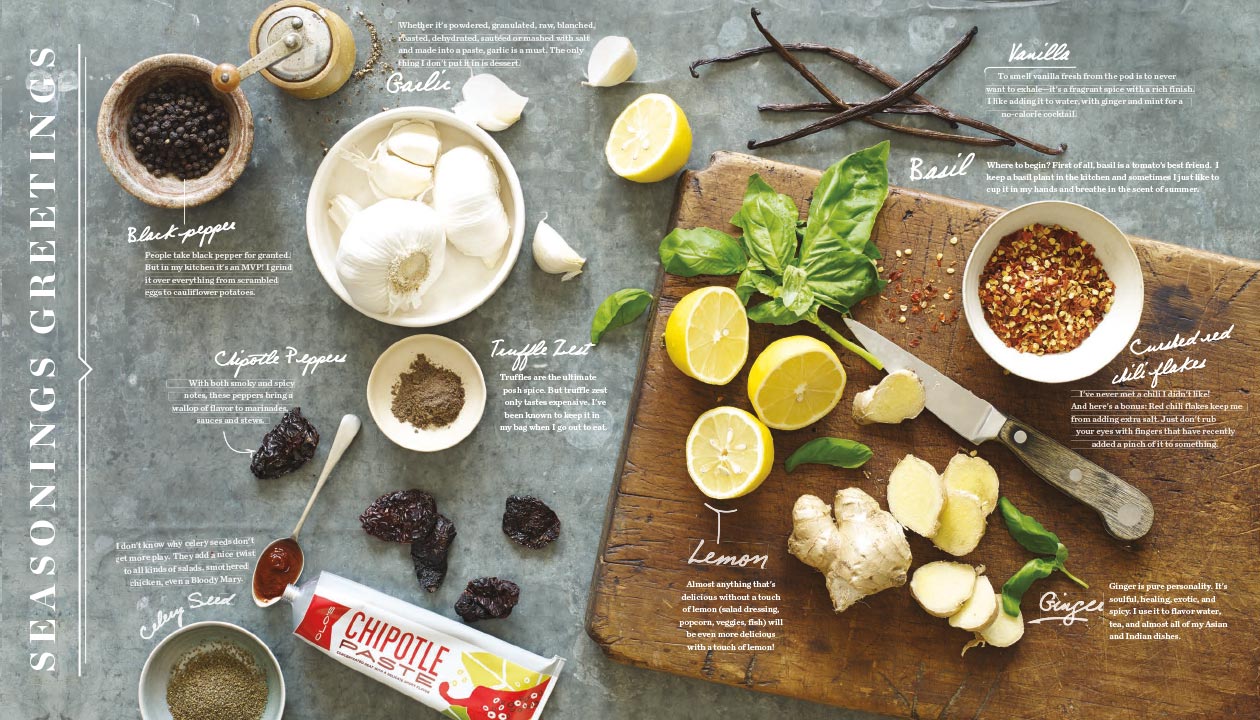 SEASONINGS GREETINGS
Whether it's powdered, granulated, raw, blanched,
roasted, dehydrated, sautéed or mashed with salt
and made into a paste, garlic is a must. The only
thing I don't put it in is dessert.
Garlic
Vanilla
To smell vanilla fresh from the pod is to never
want to exhale—it's a fragrant spice with a rich finish.
I like adding it to water, with ginger and mint for a
no-calorie cocktail.
Basil
Where to begin? First of all, basil is a tomato's best friend. I
keep a basil plant in the kitchen and sometimes I just like to
cup it in my hands and breathe in the scent of summer.
Black pepper
People take black pepper for granted.
But in my kitchen it's an MVP! I grind
it over everything from scrambled
eggs to cauliflower potatoes.
Chipotle Peppers
With both smoky and spicy
notes, these peppers bring a
wallop of flavor to marinades,
sauces and stews.
Truffle Zest
Truffles are the ultimate
posh spice. But truffle zest
only tastes expensive. I've
been known to keep it in
my bag when I go out to eat.
Curshed red
chili flakes
I've never met a chili I didn't like!
And here's a bonus: Red chili flakes keep me
from adding extra salt. Just don't rub
your eyes with fingers that have recently
added a pinch of it to something.
I don't know why celery seeds don't
get more play. They add a nice twist
to all kinds of salads, smothered
chicken, even a Bloody Mary.
Celery Seed
Lemon
Almost anything that's
delicious without a touch
of lemon (salad dressing,
popcorn, veggies, fish) will
be even more delicious
with a touch of lemon!
Ginger
Ginger is pure personality. It's
soulful, healing, exotic, and
spicy. I use it to flavor water,
tea, and almost all of my Asian
and Indian dishes.
OLO'S
CHIPOTLE
PASTE